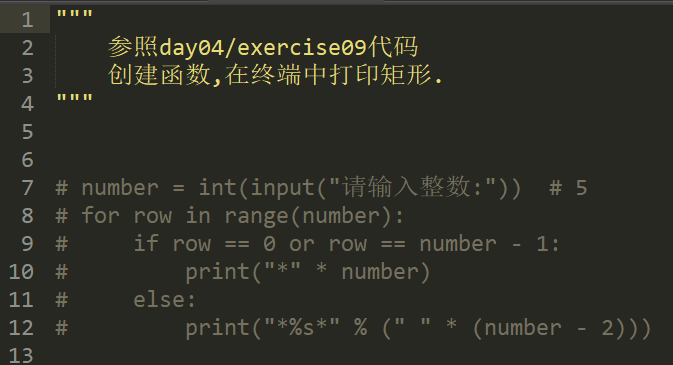 1 """
2     参照day04/exercise09代码
3     创建函数,在终端中打印矩形.
4 """
5
6
7 # number = int(input("请输入整数:"))  # 5
8 # for row in range(number):
9 #     if row == 0 or row == number - 1:
10 #         print("*" * number)
11 #     else:
12 #         print("*%s*" % (" " * (number - 2)))
13